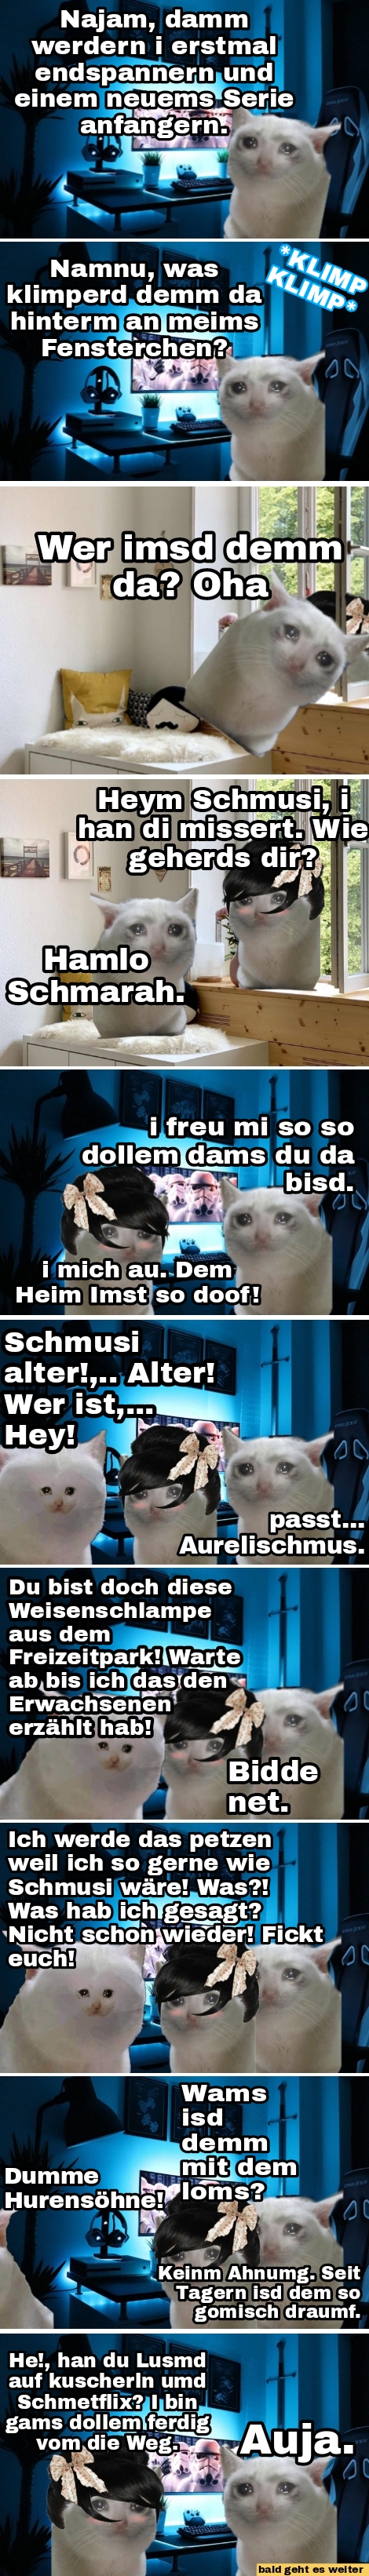 Najam, damm
werdern i erstmal
endspannern und
einem neuems Serie
anfangern.
*KLIMP
KLIMP*
Namnu, was
klimperd demm da
hinterm an meims
Fensterchen?
Wer imsd demm
da? Oha
Heym Schmusi, i
han di missert. Wie
geherds dir?
Hamlo
Schmarah.
i freu mi so so
dollem dams du da
bisd.
i mich au. Dem
Heim Imst so doof!
Schmusi
alter!,.. Alter!
Wer ist,...
Hey!
passt...
Aurelischmus.
Du bist doch diese
Weisenschlampe
aus dem
Freizeitpark! Warte
ab bis ich das den
Erwachsenen
erzählt hab!
Bidde
net.
Ich werde das petzen
weil ich so gerne wie
Schmusi wäre! Was?!
Was hab ich gesagt?
Nicht schon wieder! Fickt
euch!
Wams
isd
demm
mit dem
loms?
Dumme
Hurensöhne!
Keinm Ahnumg. Seit
Tagern isd dem so
gomisch draumf.
He!, han du Lusmd
auf kuscherln umd
Schmetflix? I bin
gams dollem ferdig
vom die Weg.
Auja.
bald geht es weiter